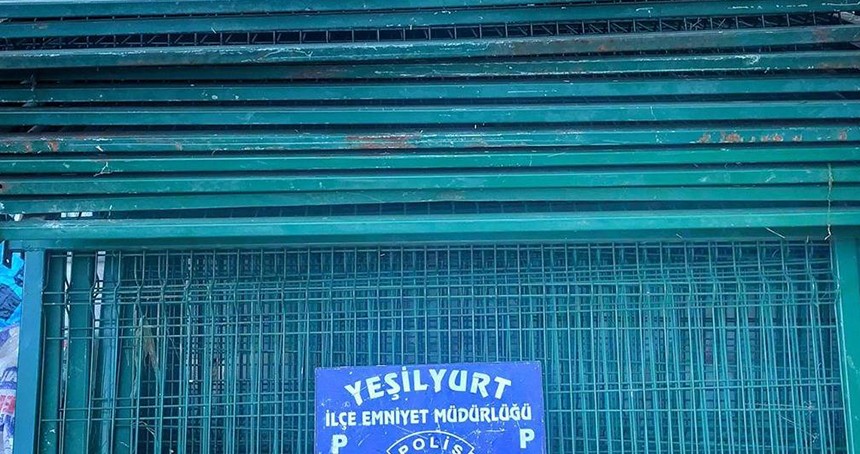 YEŞİLYURT
İLÇE EMNİYET MÜDÜRLÜĞÜ
P POLİS P